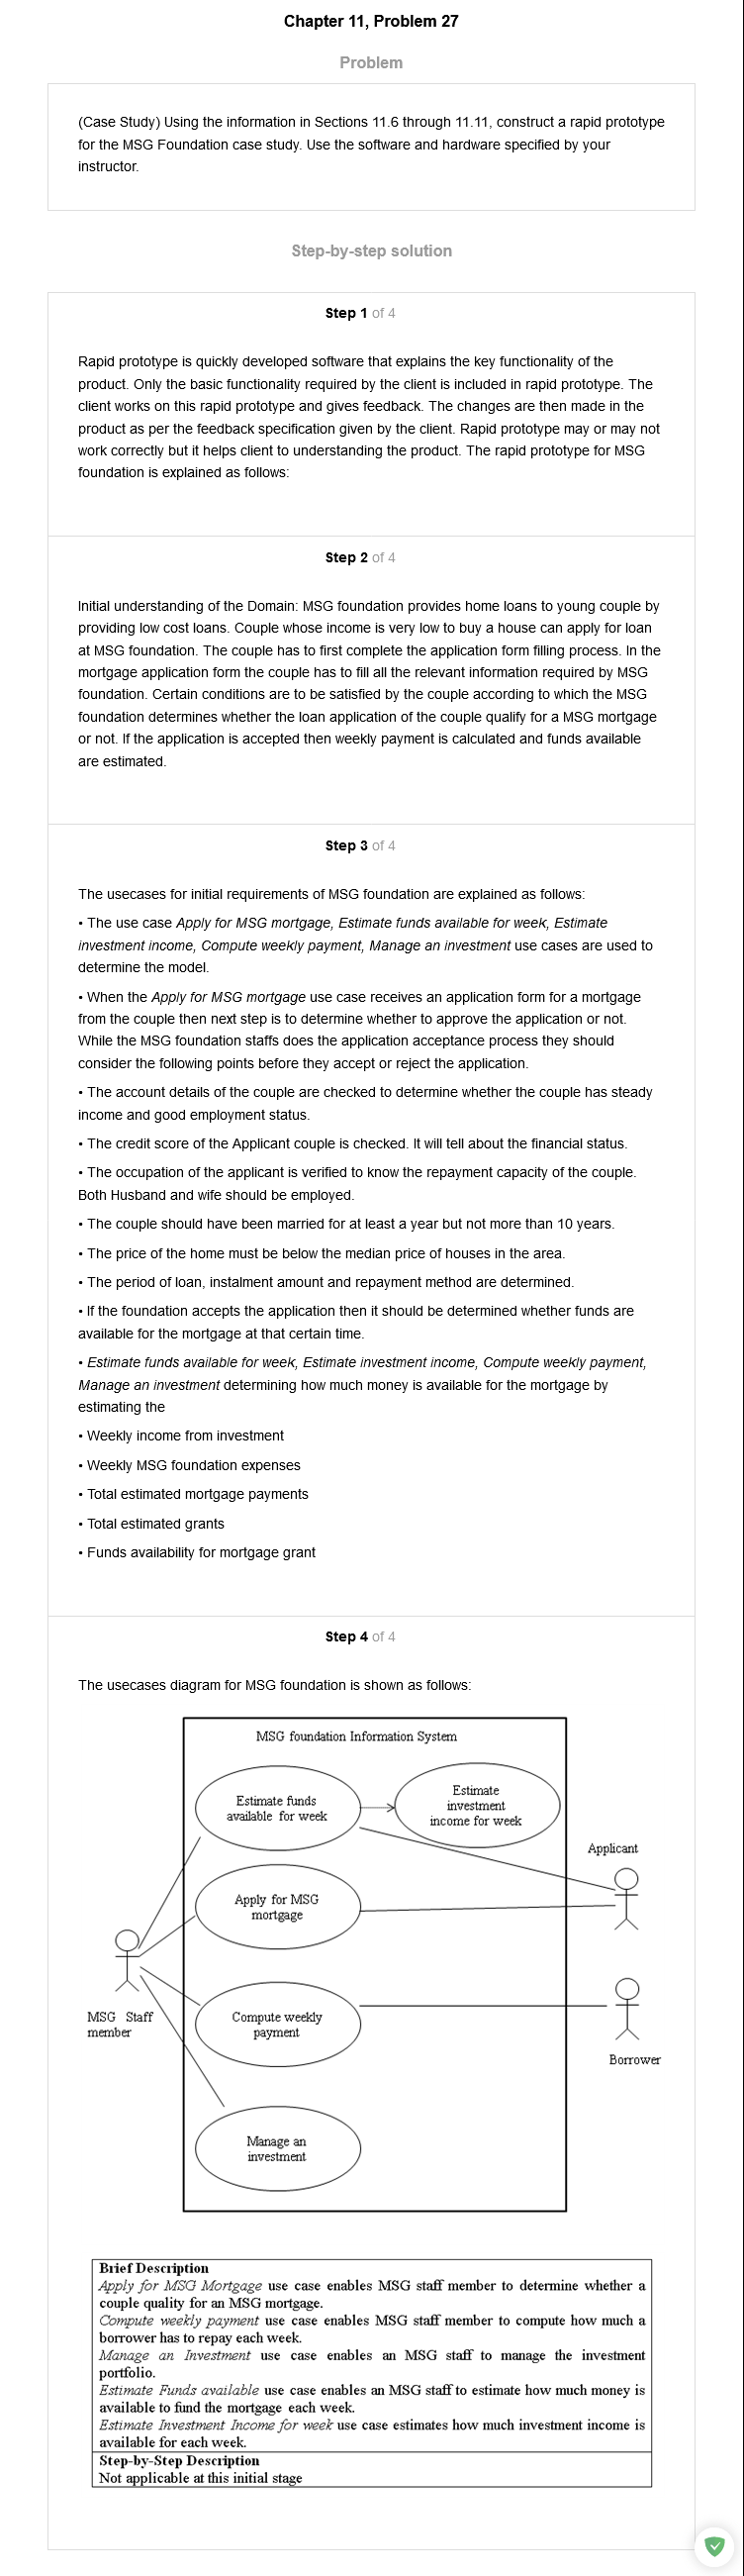 Chapter 11, Problem 27
Problem
(Case Study) Using the information in Sections 11.6 through 11.11, construct a rapid prototype
for the MSG Foundation case study. Use the software and hardware specified by your
instructor.
Step-by-step solution
Step 1 of 4
Rapid prototype is quickly developed software that explains the key functionality of the
product. Only the basic functionality required by the client is included in rapid prototype. The
client works on this rapid prototype and gives feedback. The changes are then made in the
product as per the feedback specification given by the client. Rapid prototype may or may not
work correctly but it helps client to understanding the product. The rapid prototype for MSG
foundation is explained as follows:
Step 2 of 4
Initial understanding of the Domain: MSG foundation provides home loans to young couple by
providing low cost loans. Couple whose income is very low to buy a house can apply for loan
at MSG foundation. The couple has to first complete the application form filling process. In the
mortgage application form the couple has to fill all the relevant information required by MSG
foundation. Certain conditions are to be satisfied by the couple according to which the MSG
foundation determines whether the loan application of the couple qualify for a MSG mortgage
or not. If the application is accepted then weekly payment is calculated and funds available
are estimated.
Step 3 of 4
The usecases for initial requirements of MSG foundation are explained as follows:
• The use case Apply for MSG mortgage, Estimate funds available for week, Estimate
investment income, Compute weekly payment, Manage an investment use cases are used to
determine the model.
• When the Apply for MSG mortgage use case receives an application form for a mortgage
from the couple then next step is to determine whether to approve the application or not.
While the MSG foundation staffs does the application acceptance process they should
consider the following points before they accept or reject the application.
• The account details of the couple are checked to determine whether the couple has steady
income and good employment status.
• The credit score of the Applicant couple is checked. It will tell about the financial status.
• The occupation of the applicant is verified to know the repayment capacity of the couple.
Both Husband and wife should be employed.
• The couple should have been married for at least a year but not more than 10 years.
• The price of the home must be below the median price of houses in the area.
• The period of loan, instalment amount and repayment method are determined.
• If the foundation accepts the application then it should be determined whether funds are
available for the mortgage at that certain time.
• Estimate funds available for week, Estimate investment income, Compute weekly payment,
Manage an investment determining how much money is available for the mortgage by
estimating the
• Weekly income from investment
• Weekly MSG foundation expenses
• Total estimated mortgage payments
• Total estimated grants
• Funds availability for mortgage grant
Step 4 of 4
The usecases diagram for MSG foundation is shown as follows:
MSG foundation Information System
Estimate funds
available for week
Estimate
investment
income for week
Applicant
Apply for MSG
mortgage
MSG Staff
member
Compute weekly
payment
Borrower
Manage an
investment
Brief Description
Apply for MSG Mortgage use case enables MSG staff member to determine whether a
couple quality for an MSG mortgage.
Compute weekly payment use case enables MSG staff member to compute how much a
borrower has to repay each week.
Manage an Investment use case enables an MSG staff to manage the investment
portfolio.
Estimate Funds available use case enables an MSG staff to estimate how much money is
available to fund the mortgage each week.
Estimate Investment Income for week use case estimates how much investment income is
available for each week.
Step-by-Step Description
Not applicable at this initial stage